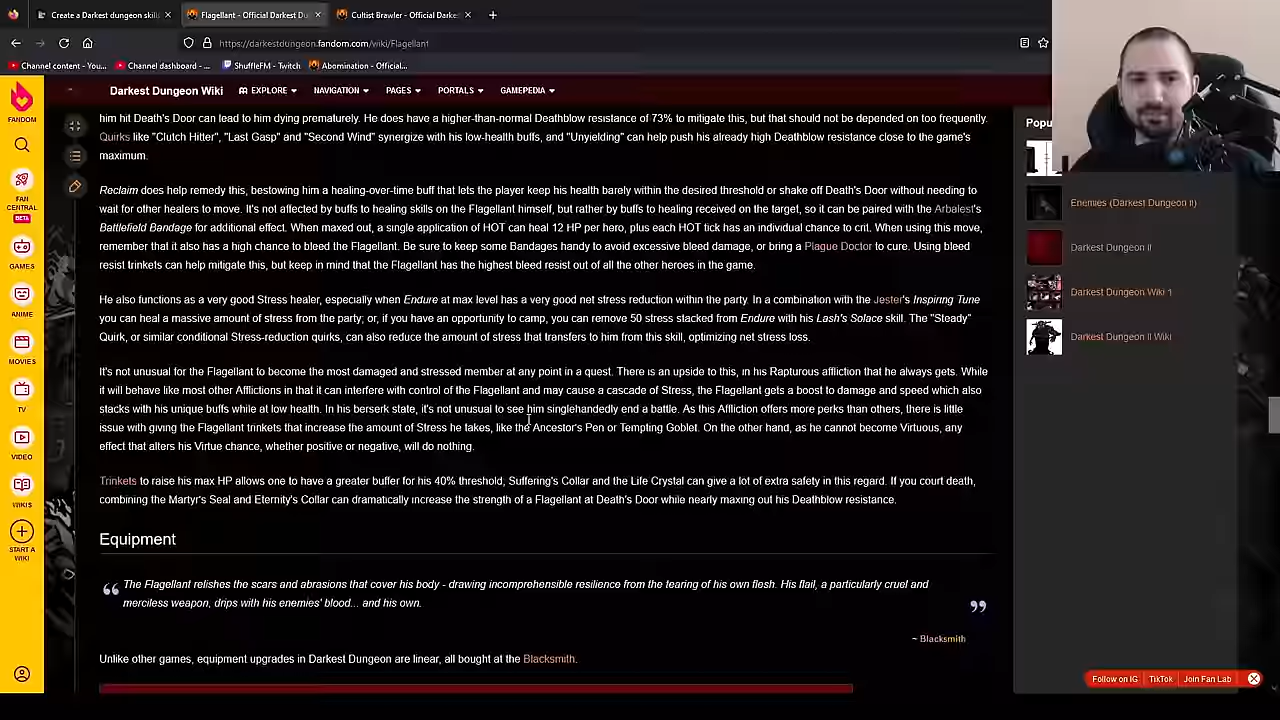 Create a Darkest dungeon skill
Flagellant - Official Darkest Du
Cultist Brawler - Official Darke
https://darkestdungeon.fandom.com/wiki/Flagellant
Channel content - You...
Channel dashboard - ...
ShuffleFM - Twitch
Abomination - Official...
FANDOM
FAN CENTRAL
BETA
GAMES
ANIME
MOVIES
TV
VIDEO
WIKIS
START A WIKI
Darkest Dungeon Wiki
EXPLORE
NAVIGATION
PAGES
PORTALS
GAMEPEDIA
him hit Death's Door can lead to him dying prematurely. He does have a higher-than-normal Deathblow resistance of 73% to mitigate this, but that should not be depended on too frequently.
Quirks like "Clutch Hitter", "Last Gasp" and "Second Wind" synergize with his low-health buffs, and "Unyielding" can help push his already high Deathblow resistance close to the game's
maximum.
Reclaim does help remedy this, bestowing him a healing-over-time buff that lets the player keep his health barely within the desired threshold or shake off Death's Door without needing to
wait for other healers to move. It's not affected by buffs to healing skills on the Flagellant himself, but rather by buffs to healing received on the target, so it can be paired with the Arbalest's
Battlefield Bandage for additional effect. When maxed out, a single application of HOT can heal 12 HP per hero, plus each HOT tick has an individual chance to crit. When using this move,
remember that it also has a high chance to bleed the Flagellant. Be sure to keep some Bandages handy to avoid excessive bleed damage, or bring a Plague Doctor to cure. Using bleed
resist trinkets can help mitigate this, but keep in mind that the Flagellant has the highest bleed resist out of all the other heroes in the game.
He also functions as a very good Stress healer, especially when Endure at max level has a very good net stress reduction within the party. In a combination with the Jester's Inspiring Tune
you can heal a massive amount of stress from the party; or, if you have an opportunity to camp, you can remove 50 stress stacked from Endure with his Lash's Solace skill. The "Steady"
Quirk, or similar conditional Stress-reduction quirks, can also reduce the amount of stress that transfers to him from this skill, optimizing net stress loss.
It's not unusual for the Flagellant to become the most damaged and stressed member at any point in a quest. There is an upside to this, in his Rapturous affliction that he always gets. While
it will behave like most other Afflictions in that it can interfere with control of the Flagellant and may cause a cascade of Stress, the Flagellant gets a boost to damage and speed which also
stacks with his unique buffs while at low health. In his berserk state, it's not unusual to see him singlehandedly end a battle. As this Affliction offers more perks than others, there is little
issue with giving the Flagellant trinkets that increase the amount of Stress he takes, like the Ancestor's Pen or Tempting Goblet. On the other hand, as he cannot become Virtuous, any
effect that alters his Virtue chance, whether positive or negative, will do nothing.
Trinkets to raise his max HP allows one to have a greater buffer for his 40% threshold, Suffering's Collar and the Life Crystal can give a lot of extra safety in this regard. If you court death,
combining the Martyr's Seal and Eternity's Collar can dramatically increase the strength of a Flagellant at Death's Door while nearly maxing out his Deathblow resistance.
Equipment
“ The Flagellant relishes the scars and abrasions that cover his body - drawing incomprehensible resilience from the tearing of his own flesh. His flail, a particularly cruel and
merciless weapon, drips with his enemies' blood... and his own. ”
~ Blacksmith
Unlike other games, equipment upgrades in Darkest Dungeon are linear, all bought at the Blacksmith.
Popu
Enemies (Darkest Dungeon II)
Darkest Dungeon II
Darkest Dungeon Wiki
Darkest Dungeon II Wiki
Follow on IG
TikTok
Join Fan Lab